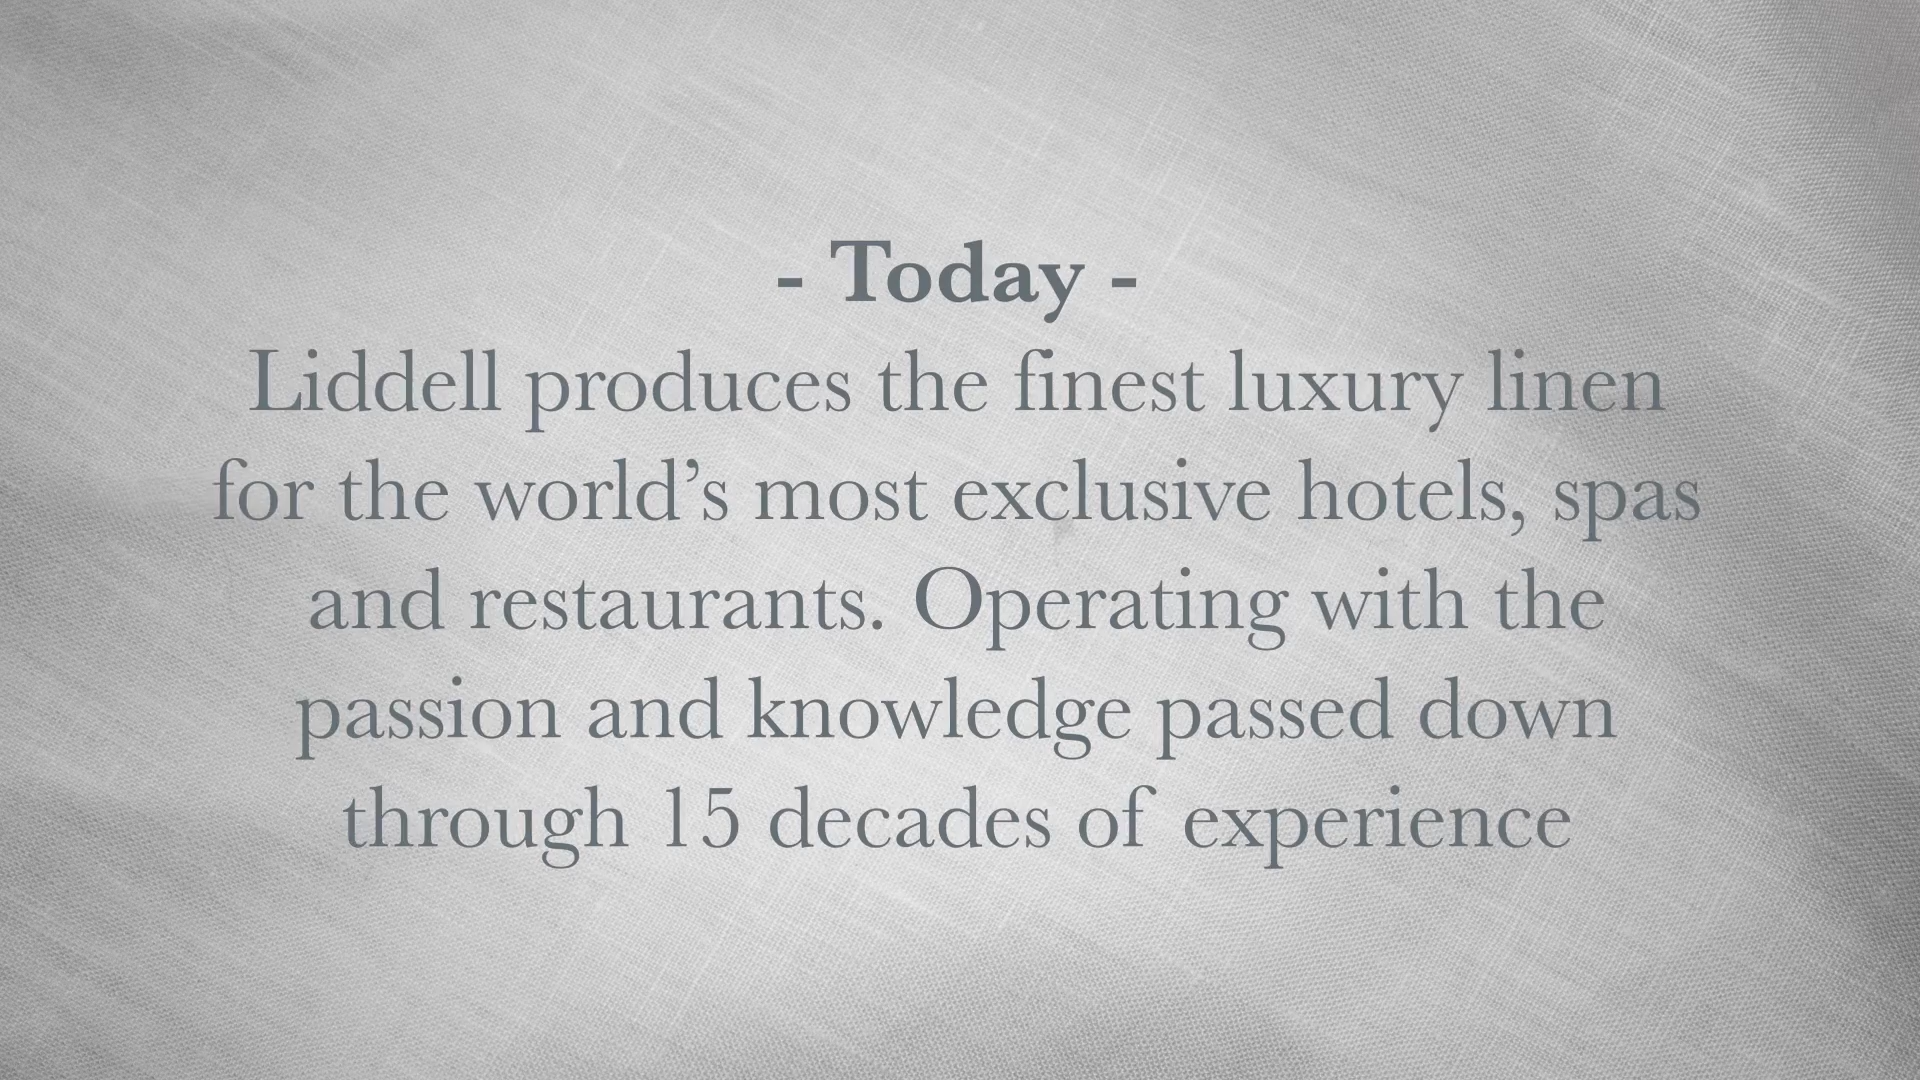 - Today -
Liddell produces the finest luxury linen
for the world’s most exclusive hotels, spas
and restaurants. Operating with the
passion and knowledge passed down
through 15 decades of experience